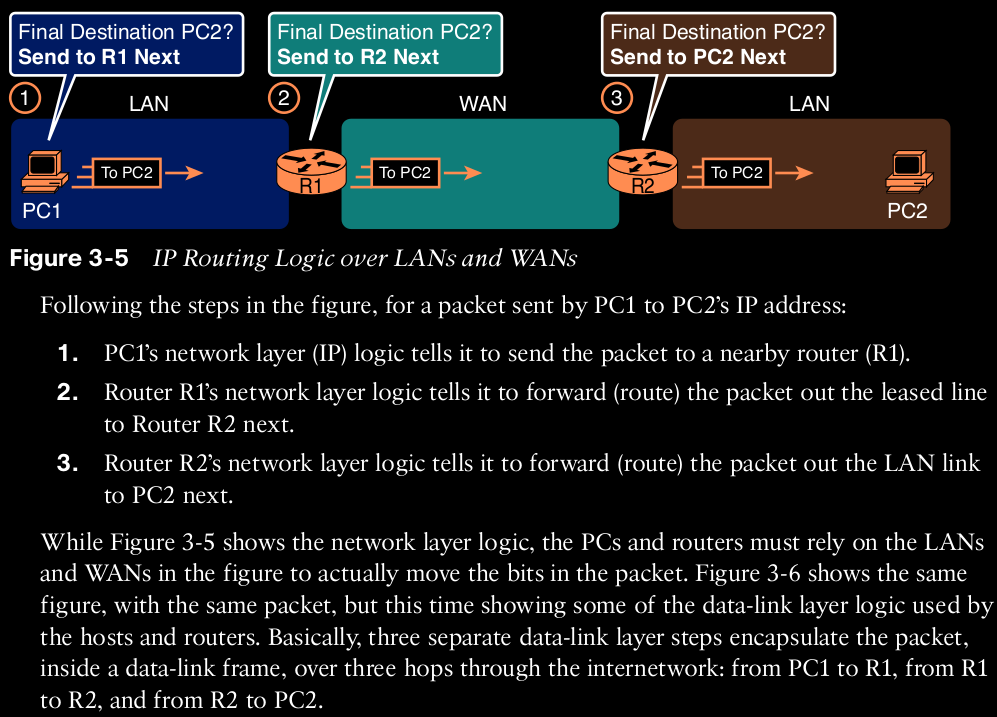 Final Destination PC2?
Send to R1 Next
Final Destination PC2?
Send to R2 Next
Final Destination PC2?
Send to PC2 Next
1
LAN
2
WAN
3
LAN
To PC2
R1
To PC2
R2
To PC2
PC1
PC2
Figure 3-5 IP Routing Logic over LANs and WANs
Following the steps in the figure, for a packet sent by PC1 to PC2’s IP address:
1. PC1’s network layer (IP) logic tells it to send the packet to a nearby router (R1).
2. Router R1’s network layer logic tells it to forward (route) the packet out the leased line
to Router R2 next.
3. Router R2’s network layer logic tells it to forward (route) the packet out the LAN link
to PC2 next.
While Figure 3-5 shows the network layer logic, the PCs and routers must rely on the LANs
and WANs in the figure to actually move the bits in the packet. Figure 3-6 shows the same
figure, with the same packet, but this time showing some of the data-link layer logic used by
the hosts and routers. Basically, three separate data-link layer steps encapsulate the packet,
inside a data-link frame, over three hops through the internetwork: from PC1 to R1, from R1
to R2, and from R2 to PC2.